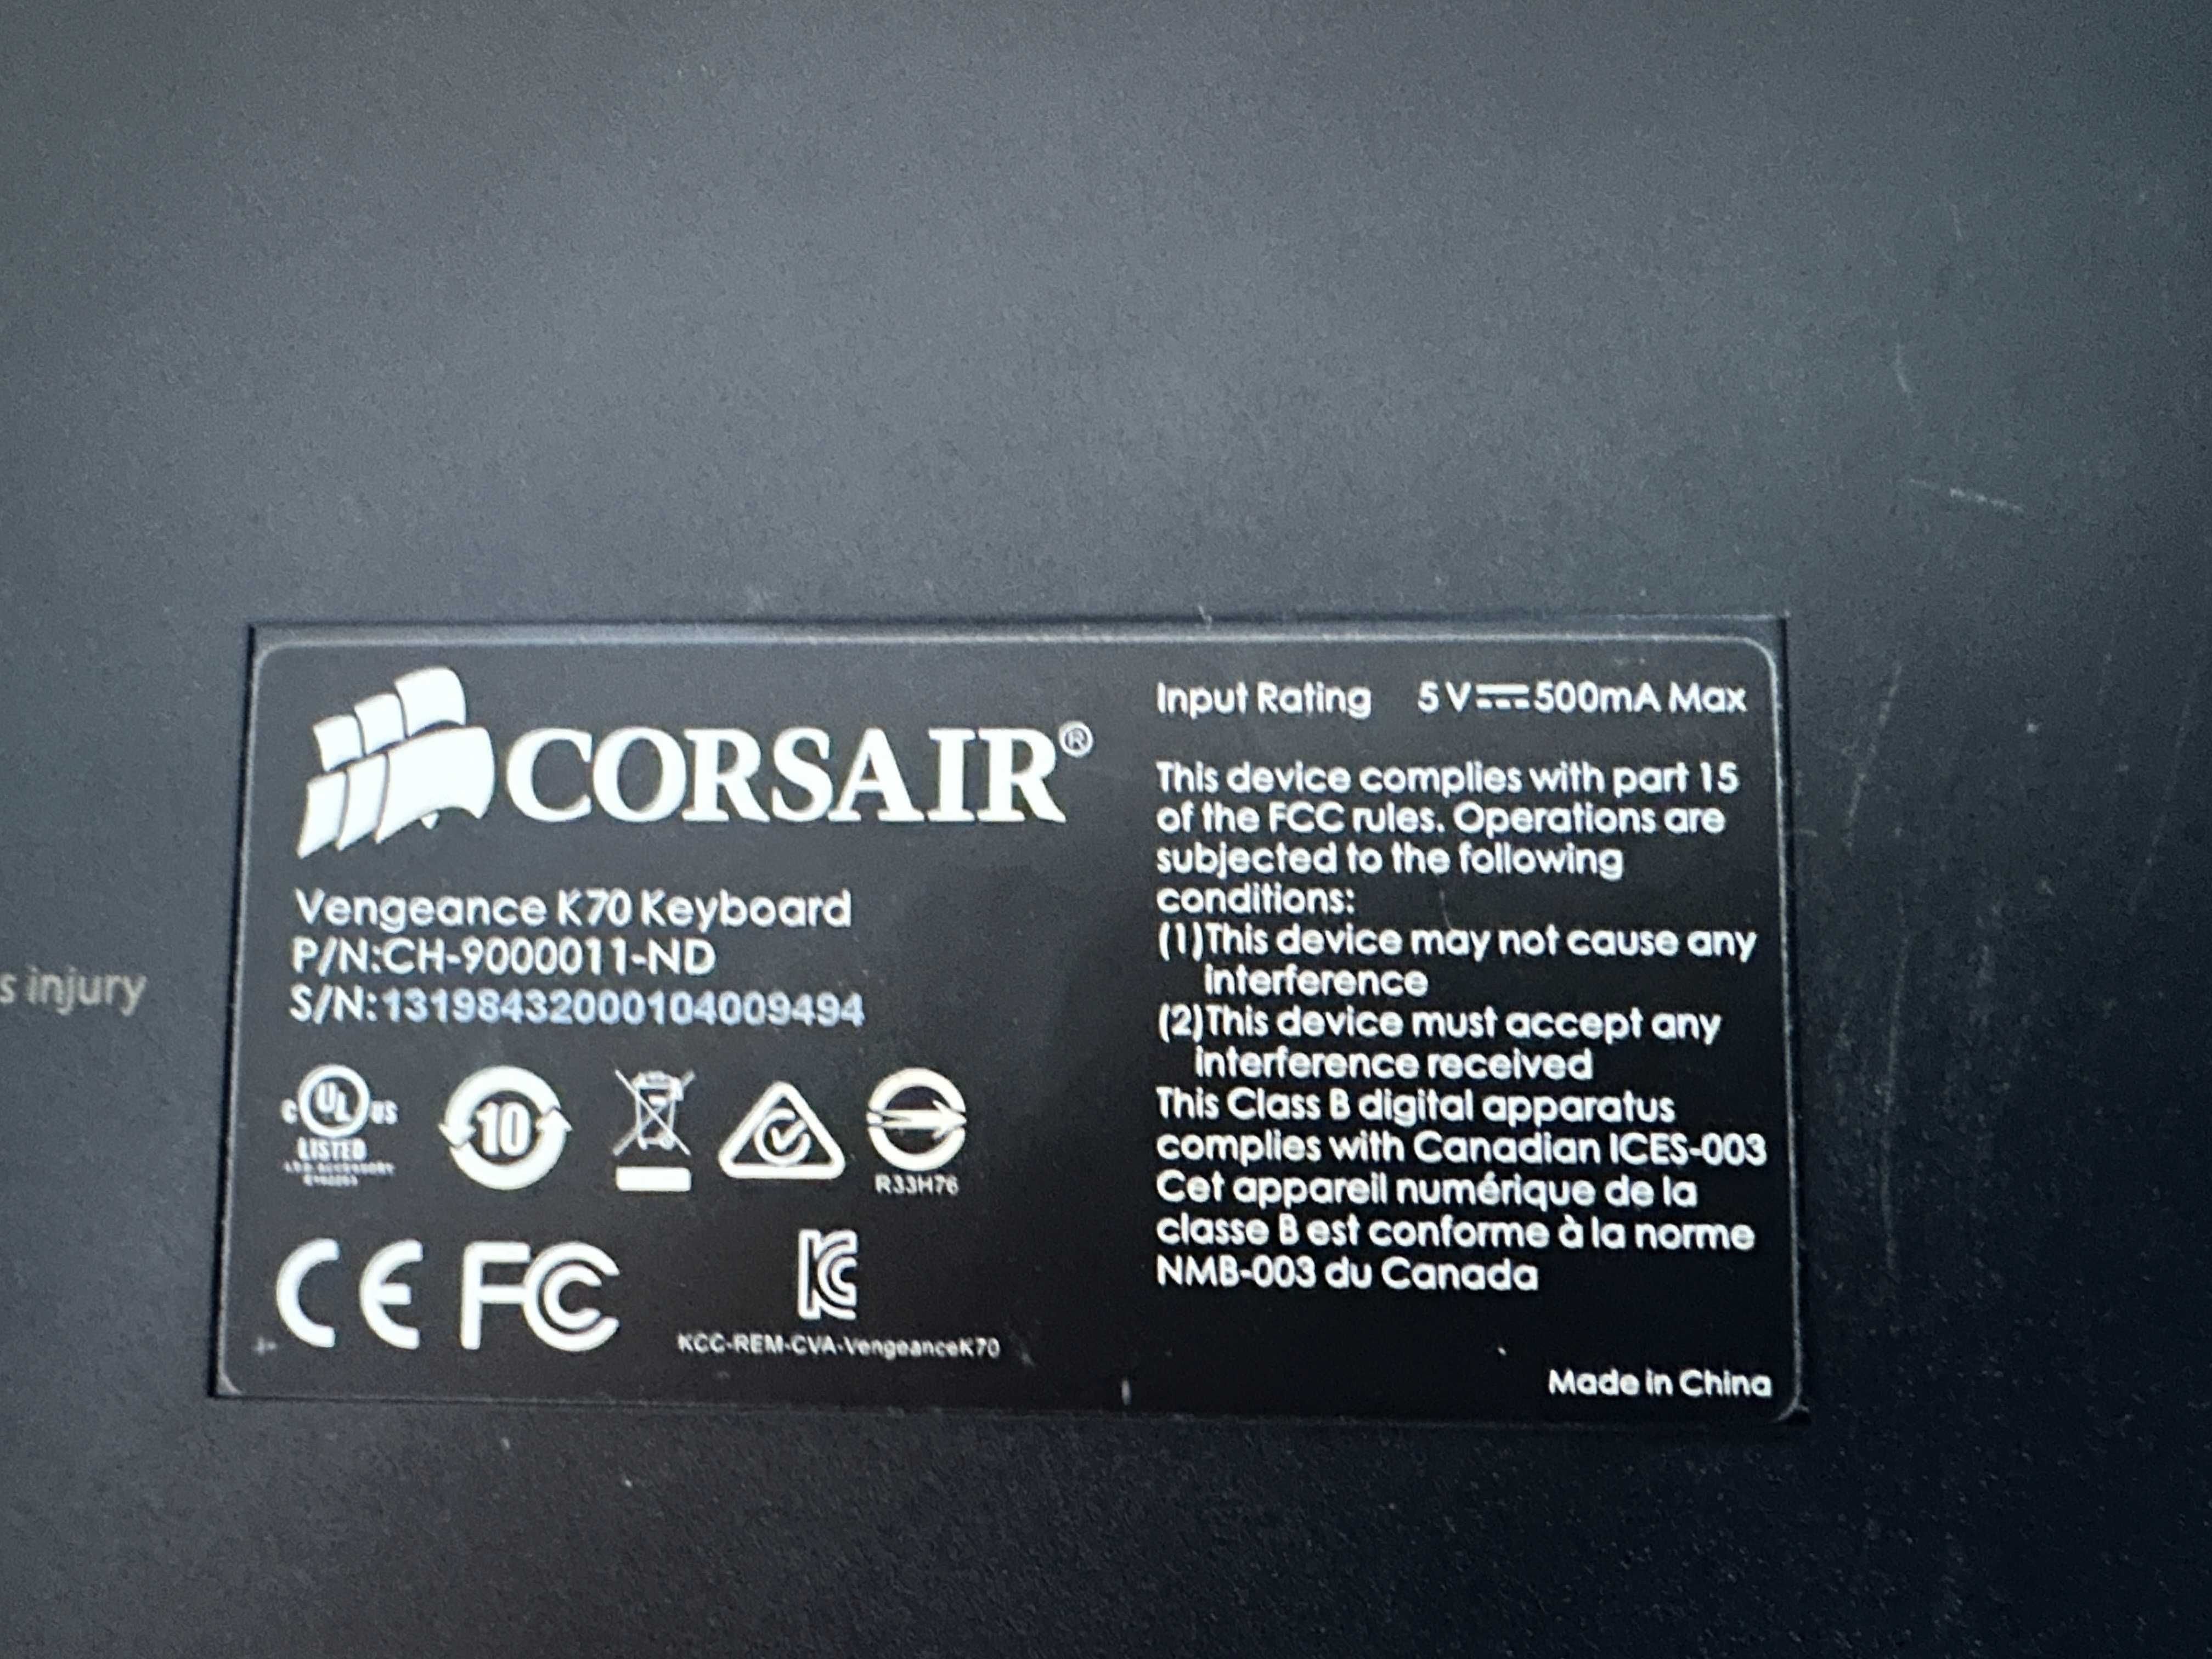 CORSAIR®
Vengeance K70 Keyboard
P/N:CH-9000011-ND
S/N:13198432000104009494
s injury
C UL US
LISTED
10
R33H76
CE FC
KCC-REM-CVA-VengeanceK70
Input Rating 5 V⎓500mA Max
This device complies with part 15
of the FCC rules. Operations are
subjected to the following
conditions:
(1)This device may not cause any
interference
(2)This device must accept any
interference received
This Class B digital apparatus
complies with Canadian ICES-003
Cet appareil numérique de la
classe B est conforme à la norme
NMB-003 du Canada
Made in China